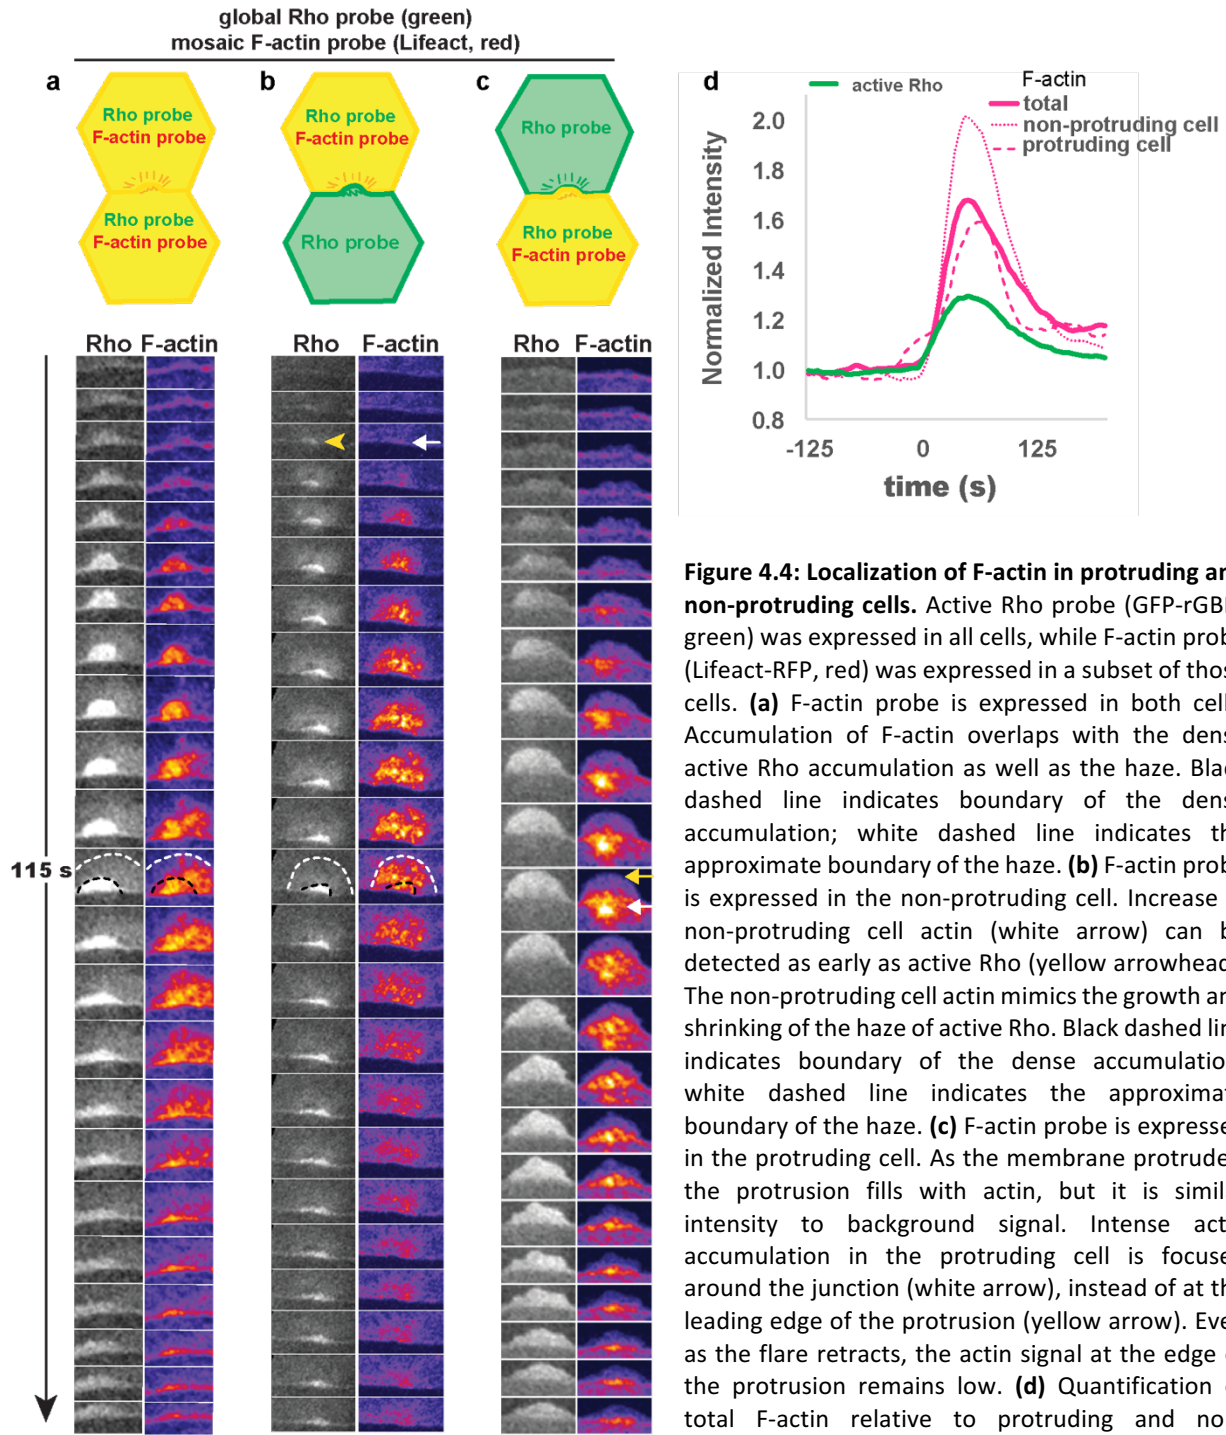 global Rho probe (green)
mosaic F-actin probe (Lifeact, red)
a
Rho probe
F-actin probe
Rho probe
F-actin probe
b
Rho probe
F-actin probe
Rho probe
c
Rho probe
Rho probe
F-actin probe
Rho F-actin
Rho F-actin
Rho F-actin
115 s
d
active Rho
F-actin
total
non-protruding cell
protruding cell
Normalized Intensity
2.0
1.8
1.6
1.4
1.2
1.0
0.8
-125 0 125
time (s)
Figure 4.4: Localization of F-actin in protruding an
non-protruding cells. Active Rho probe (GFP-rGB
green) was expressed in all cells, while F-actin prob
(Lifeact-RFP, red) was expressed in a subset of thos
cells. (a) F-actin probe is expressed in both cell
Accumulation of F-actin overlaps with the dens
active Rho accumulation as well as the haze. Blac
dashed line indicates boundary of the dens
accumulation; white dashed line indicates th
approximate boundary of the haze. (b) F-actin prob
is expressed in the non-protruding cell. Increase
non-protruding cell actin (white arrow) can b
detected as early as active Rho (yellow arrowhead
The non-protruding cell actin mimics the growth an
shrinking of the haze of active Rho. Black dashed lin
indicates boundary of the dense accumulation
white dashed line indicates the approximat
boundary of the haze. (c) F-actin probe is expresse
in the protruding cell. As the membrane protrude
the protrusion fills with actin, but it is simil
intensity to background signal. Intense act
accumulation in the protruding cell is focuse
around the junction (white arrow), instead of at th
leading edge of the protrusion (yellow arrow). Eve
as the flare retracts, the actin signal at the edge
the protrusion remains low. (d) Quantification
total F-actin relative to protruding and no